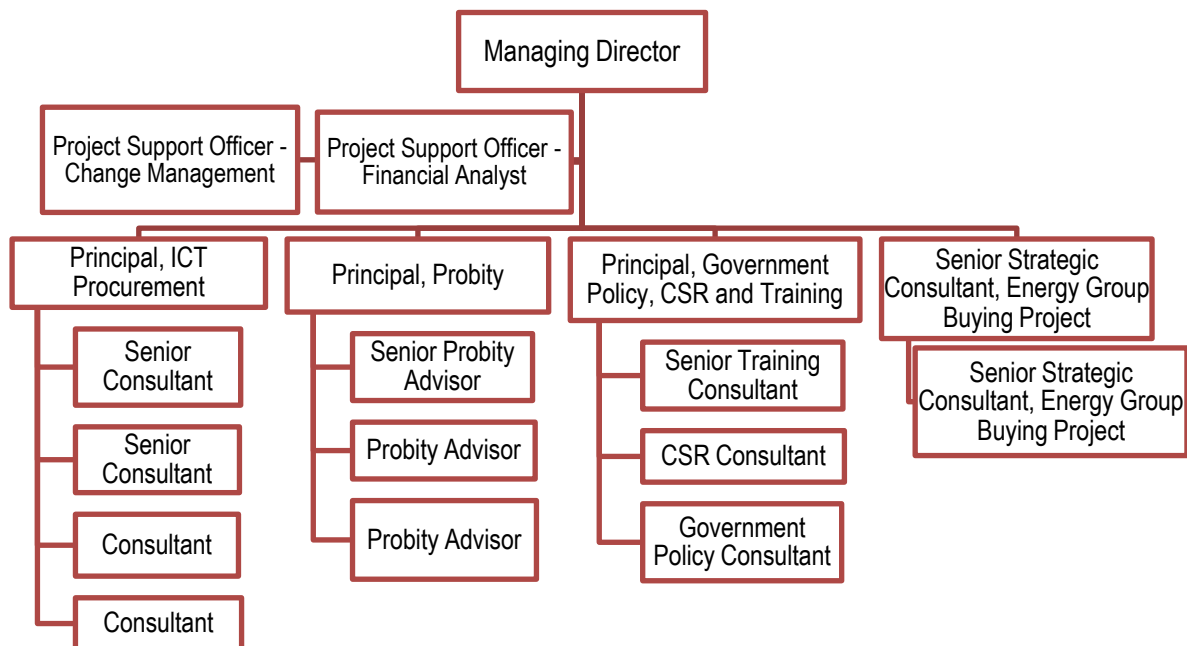 Managing Director
Project Support Officer -
Change Management
Project Support Officer -
Financial Analyst
Principal, ICT
Procurement
Principal, Probity
Principal, Government
Policy, CSR and Training
Senior Strategic
Consultant, Energy Group
Buying Project
Senior
Consultant
Senior
Consultant
Consultant
Consultant
Senior Probity
Advisor
Probity Advisor
Probity Advisor
Senior Training
Consultant
CSR Consultant
Government
Policy Consultant
Senior Strategic
Consultant, Energy Group
Buying Project